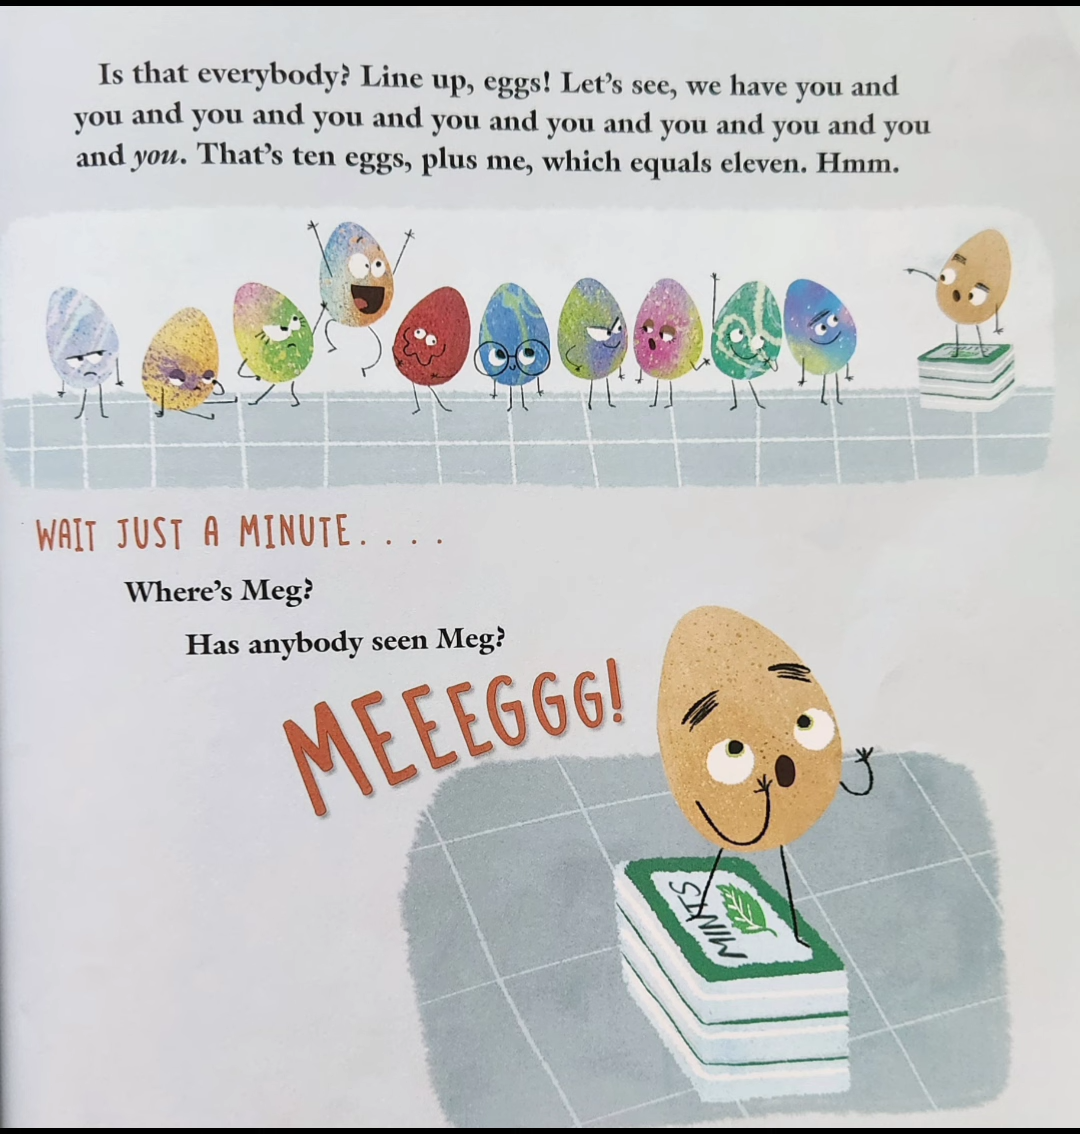 Is that everybody? Line up, eggs! Let's see, we have you and
you and you and you and you and you and you and you and you
and you. That's ten eggs, plus me, which equals eleven. Hmm.
WAIT JUST A MINUTE....
Where's Meg?
Has anybody seen Meg?
MEEEGGG!
MINTS